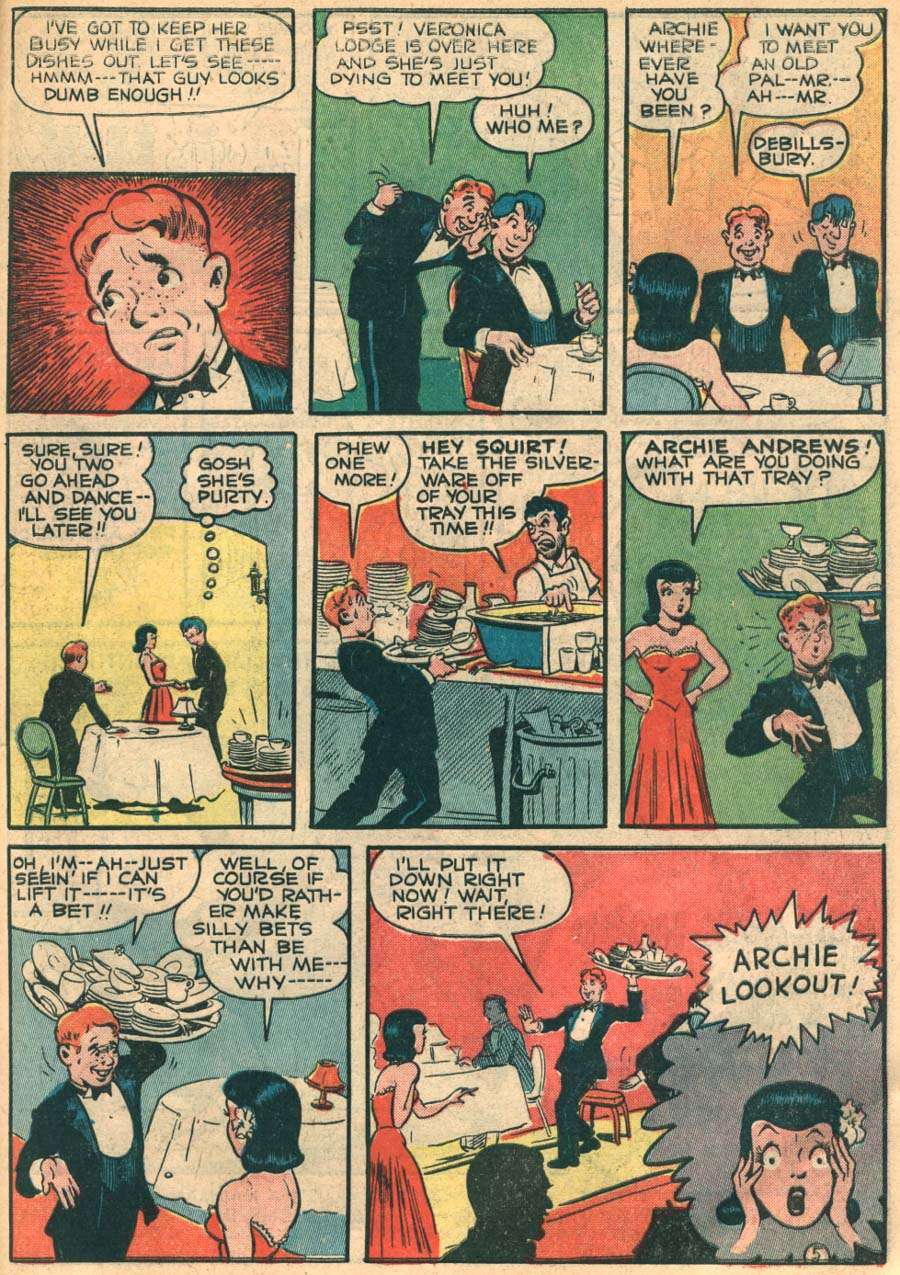 I'VE GOT TO KEEP HER
BUSY WHILE I GET THESE
DISHES OUT. LET'S SEE-----
HMMM---THAT GUY LOOKS
DUMB ENOUGH!!
PSST! VERONICA
LODGE IS OVER HERE
AND SHE'S JUST
DYING TO MEET YOU!
HUH!
WHO ME?
ARCHIE
WHERE-
EVER
HAVE
YOU
BEEN?
I WANT YOU
TO MEET
AN OLD
PAL--MR.--
AH---MR.
DEBILLS-
BURY.
SURE, SURE!
YOU TWO
GO AHEAD
AND DANCE--
I'LL SEE YOU
LATER!!
GOSH
SHE'S
PURTY.
PHEW
ONE
MORE!
HEY SQUIRT!
TAKE THE SILVER-
WARE OFF
OF YOUR
TRAY THIS
TIME!!
ARCHIE ANDREWS!
WHAT ARE YOU DOING
WITH THAT TRAY?
OH, I'M--AH--JUST
SEEIN' IF I CAN
LIFT IT-----IT'S
A BET!!
WELL, OF
COURSE IF
YOU'D RATH-
ER MAKE
SILLY BETS
THAN BE
WITH ME---
WHY-----
I'LL PUT IT
DOWN RIGHT
NOW! WAIT,
RIGHT THERE!
ARCHIE
LOOKOUT!
5